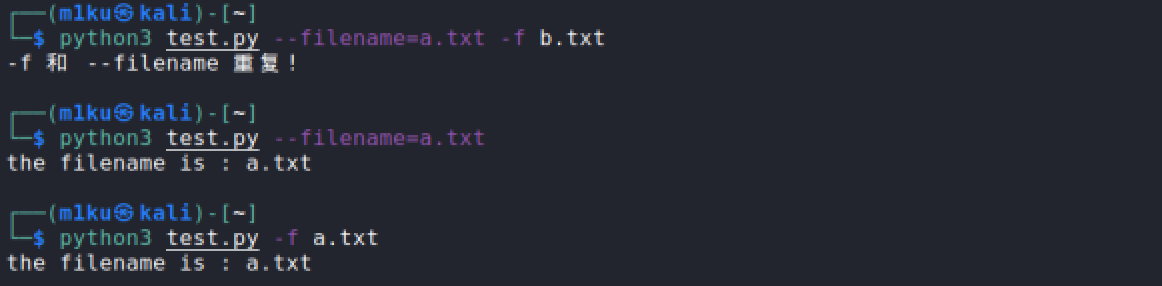 ┌──(m1ku㉿kali)-[~]
└─$ python3 test.py --filename=a.txt -f b.txt
-f 和 --filename 重复！
┌──(m1ku㉿kali)-[~]
└─$ python3 test.py --filename=a.txt
the filename is : a.txt
┌──(m1ku㉿kali)-[~]
└─$ python3 test.py -f a.txt
the filename is : a.txt